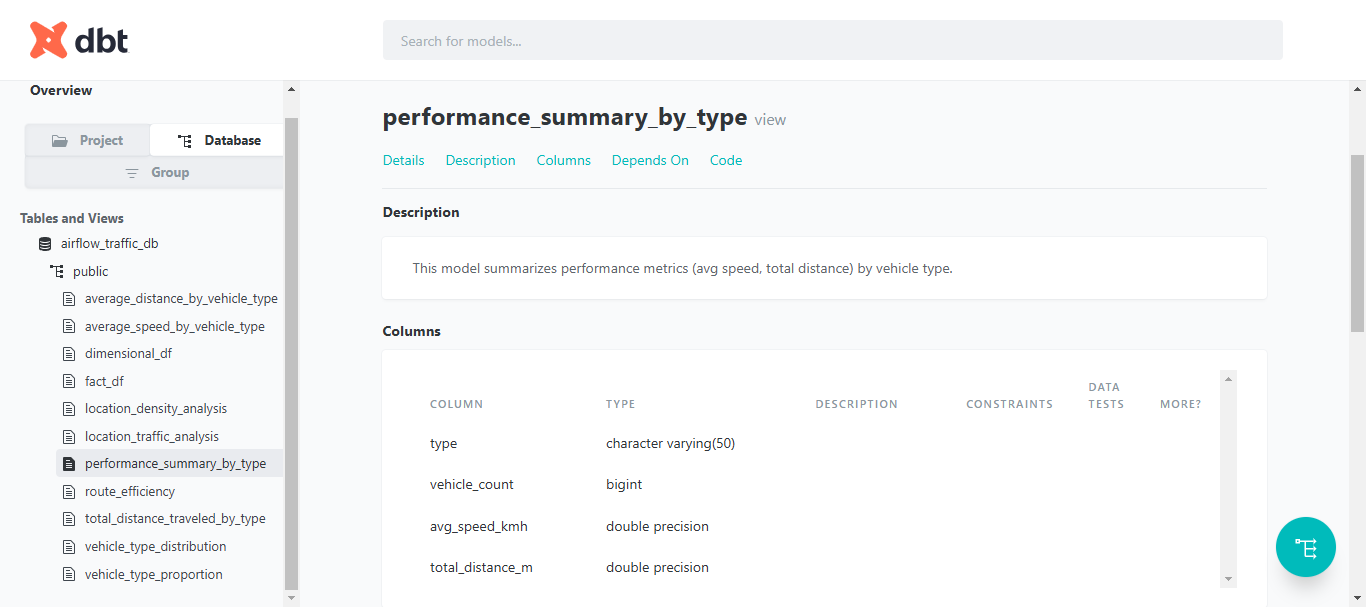 dbt
Search for models...
Overview
Project
Database
Group
Tables and Views
airflow_traffic_db
public
average_distance_by_vehicle_type
average_speed_by_vehicle_type
dimensional_df
fact_df
location_density_analysis
location_traffic_analysis
performance_summary_by_type
route_efficiency
total_distance_traveled_by_type
vehicle_type_distribution
vehicle_type_proportion
performance_summary_by_type view
Details Description Columns Depends On Code
Description
This model summarizes performance metrics (avg speed, total distance) by vehicle type.
Columns
COLUMN TYPE DESCRIPTION CONSTRAINTS DATA TESTS MORE?
type character varying(50)
vehicle_count bigint
avg_speed_kmh double precision
total_distance_m double precision